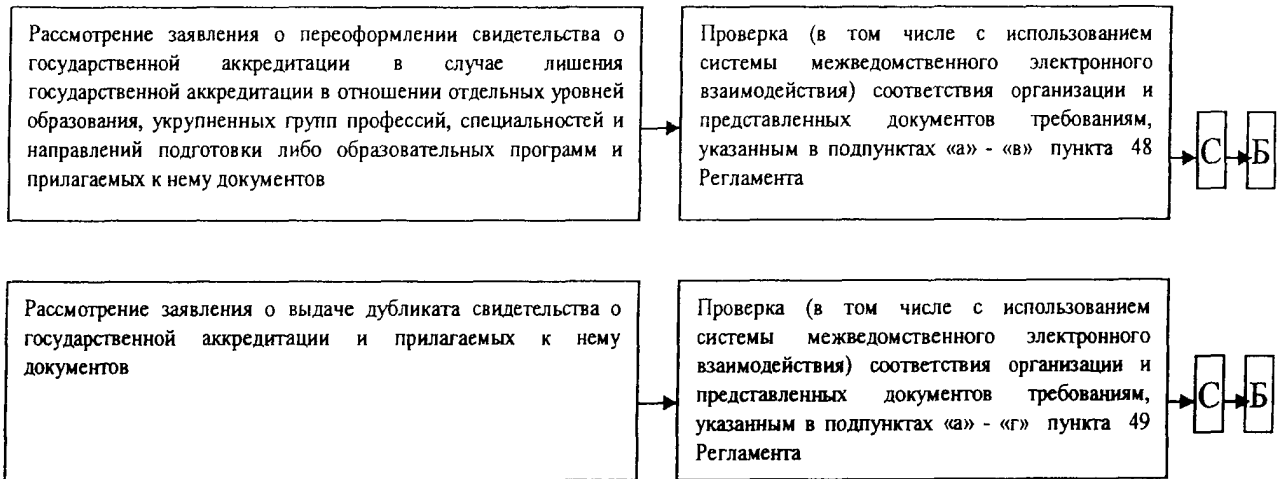 Рассмотрение заявления о переоформлении свидетельства о
государственной аккредитации в случае лишения
государственной аккредитации в отношении отдельных уровней
образования, укрупненных групп профессий, специальностей и
направлений подготовки либо образовательных программ и
прилагаемых к нему документов
Проверка (в том числе с использованием
системы межведомственного электронного
взаимодействия) соответствия организации и
представленных документов требованиям,
указанным в подпунктах «а» - «в» пункта 48
Регламента
С
Б
Рассмотрение заявления о выдаче дубликата свидетельства о
государственной аккредитации и прилагаемых к нему
документов
Проверка (в том числе с использованием
системы межведомственного электронного
взаимодействия) соответствия организации и
представленных документов требованиям,
указанным в подпунктах «а» - «г» пункта 49
Регламента
С
Б